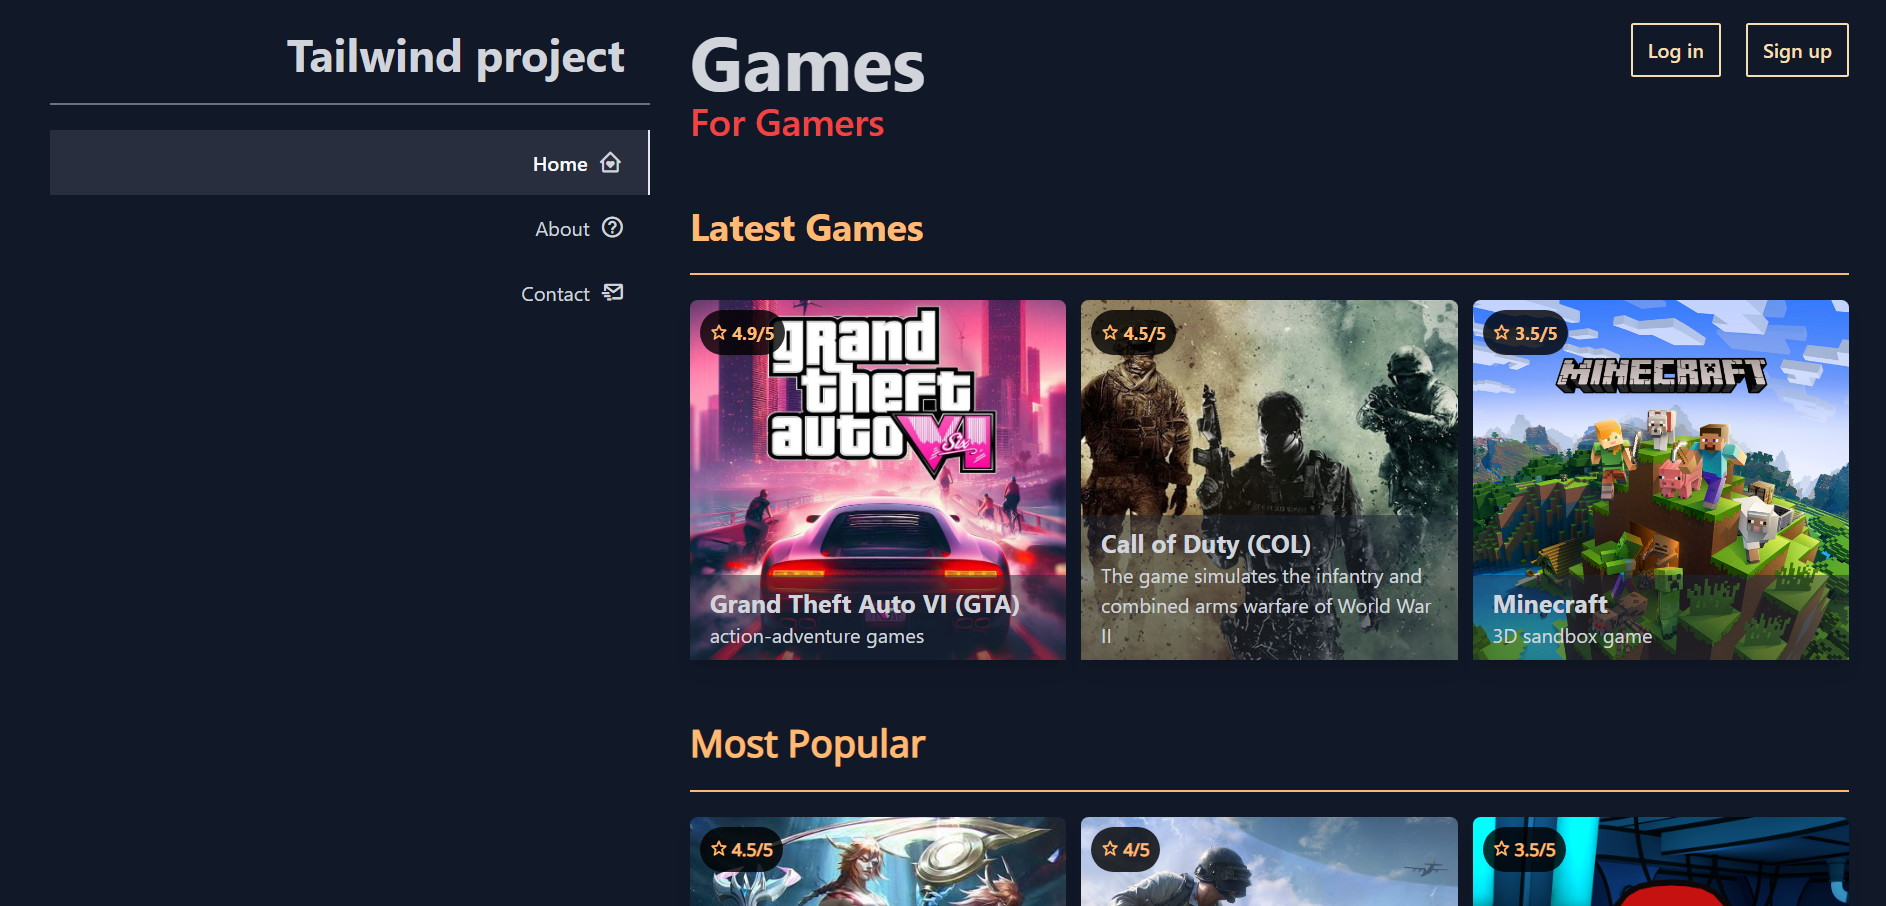 Tailwind project
Home
About
Contact
Games
For Gamers
Log in
Sign up
Latest Games
4.9/5
grand
theft
auto VI
Six
Grand Theft Auto VI (GTA)
action-adventure games
4.5/5
Call of Duty (COL)
The game simulates the infantry and
combined arms warfare of World War
II
3.5/5
MINECRAFT
Minecraft
3D sandbox game
Most Popular
4.5/5
4/5
3.5/5